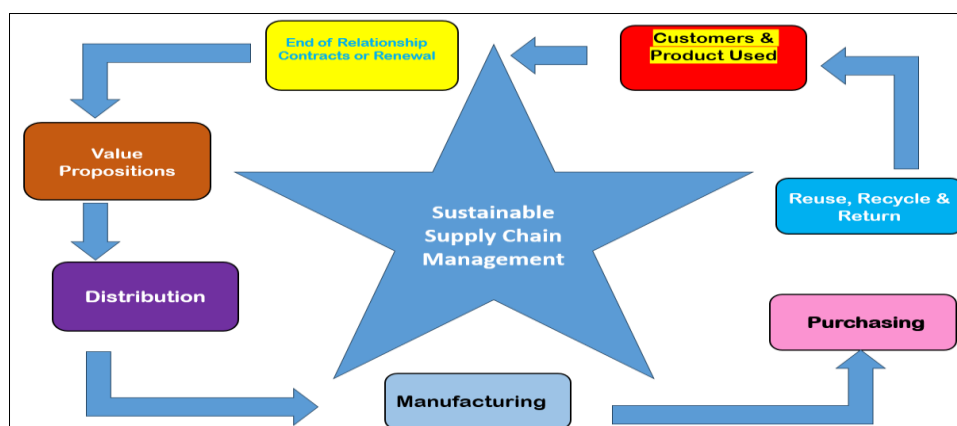 End of Relationship
Contracts or Renewal
Customers &
Product Used
Value
Propositions
Reuse, Recycle &
Return
Sustainable
Supply Chain
Management
Distribution
Purchasing
Manufacturing